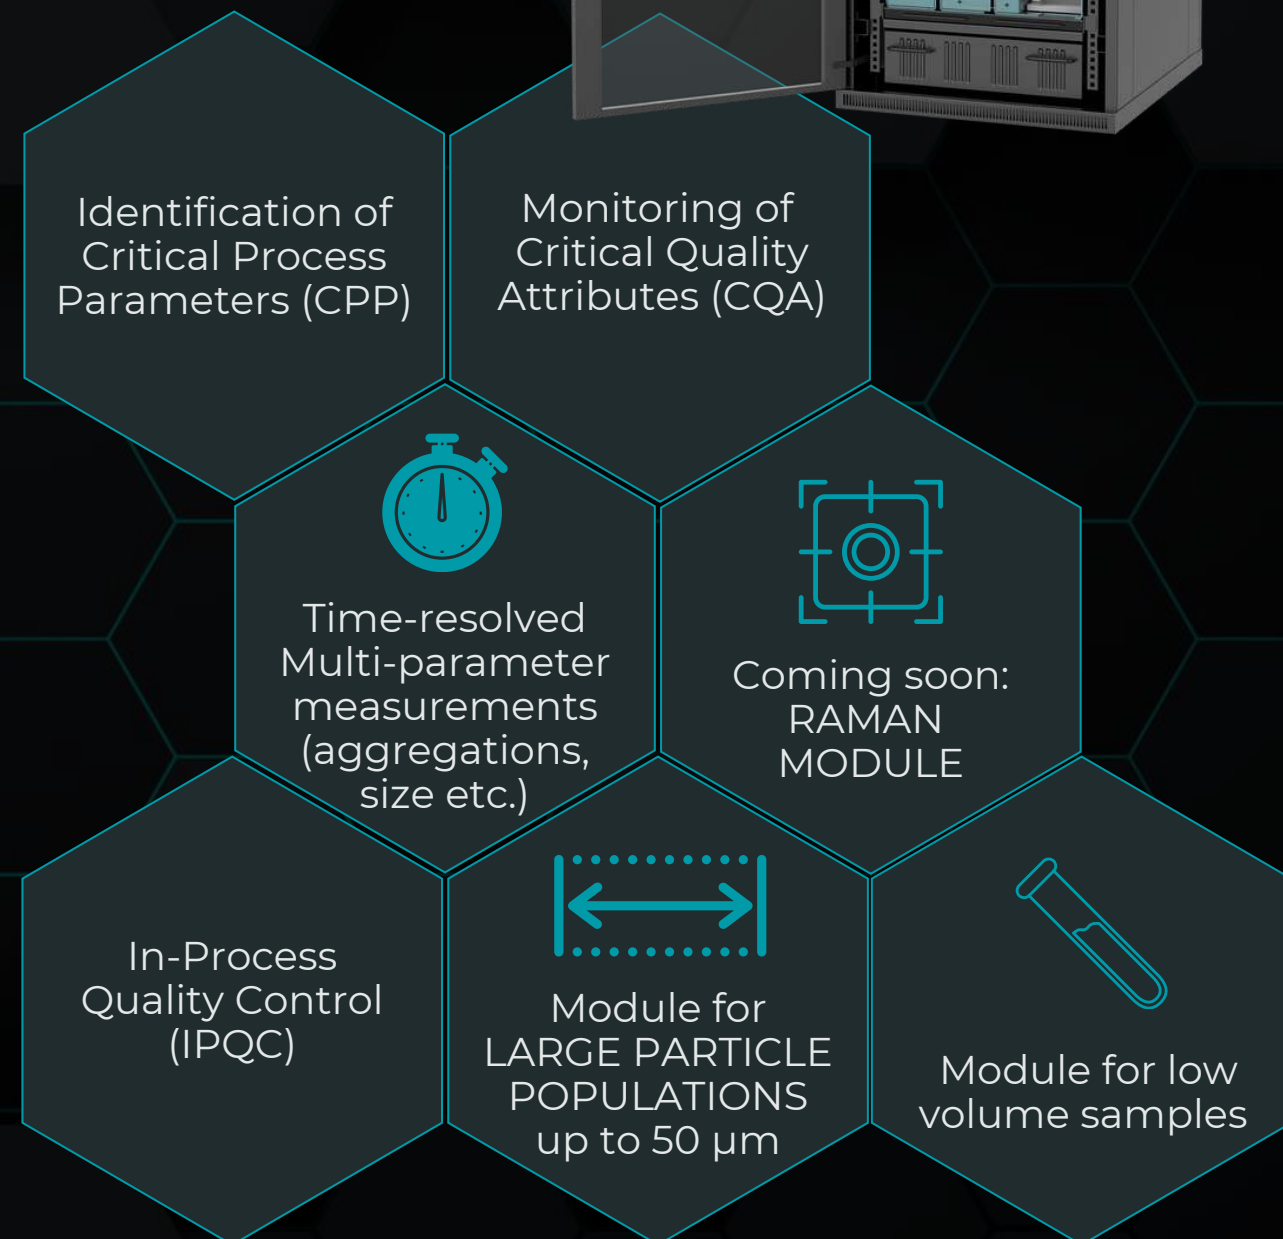 Identification of
Critical Process
Parameters (CPP)
Monitoring of
Critical Quality
Attributes (CQA)
Time-resolved
Multi-parameter
measurements
(aggregations,
size etc.)
Coming soon:
RAMAN
MODULE
In-Process
Quality Control
(IPQC)
Module for
LARGE PARTICLE
POPULATIONS
up to 50 µm
Module for low
volume samples